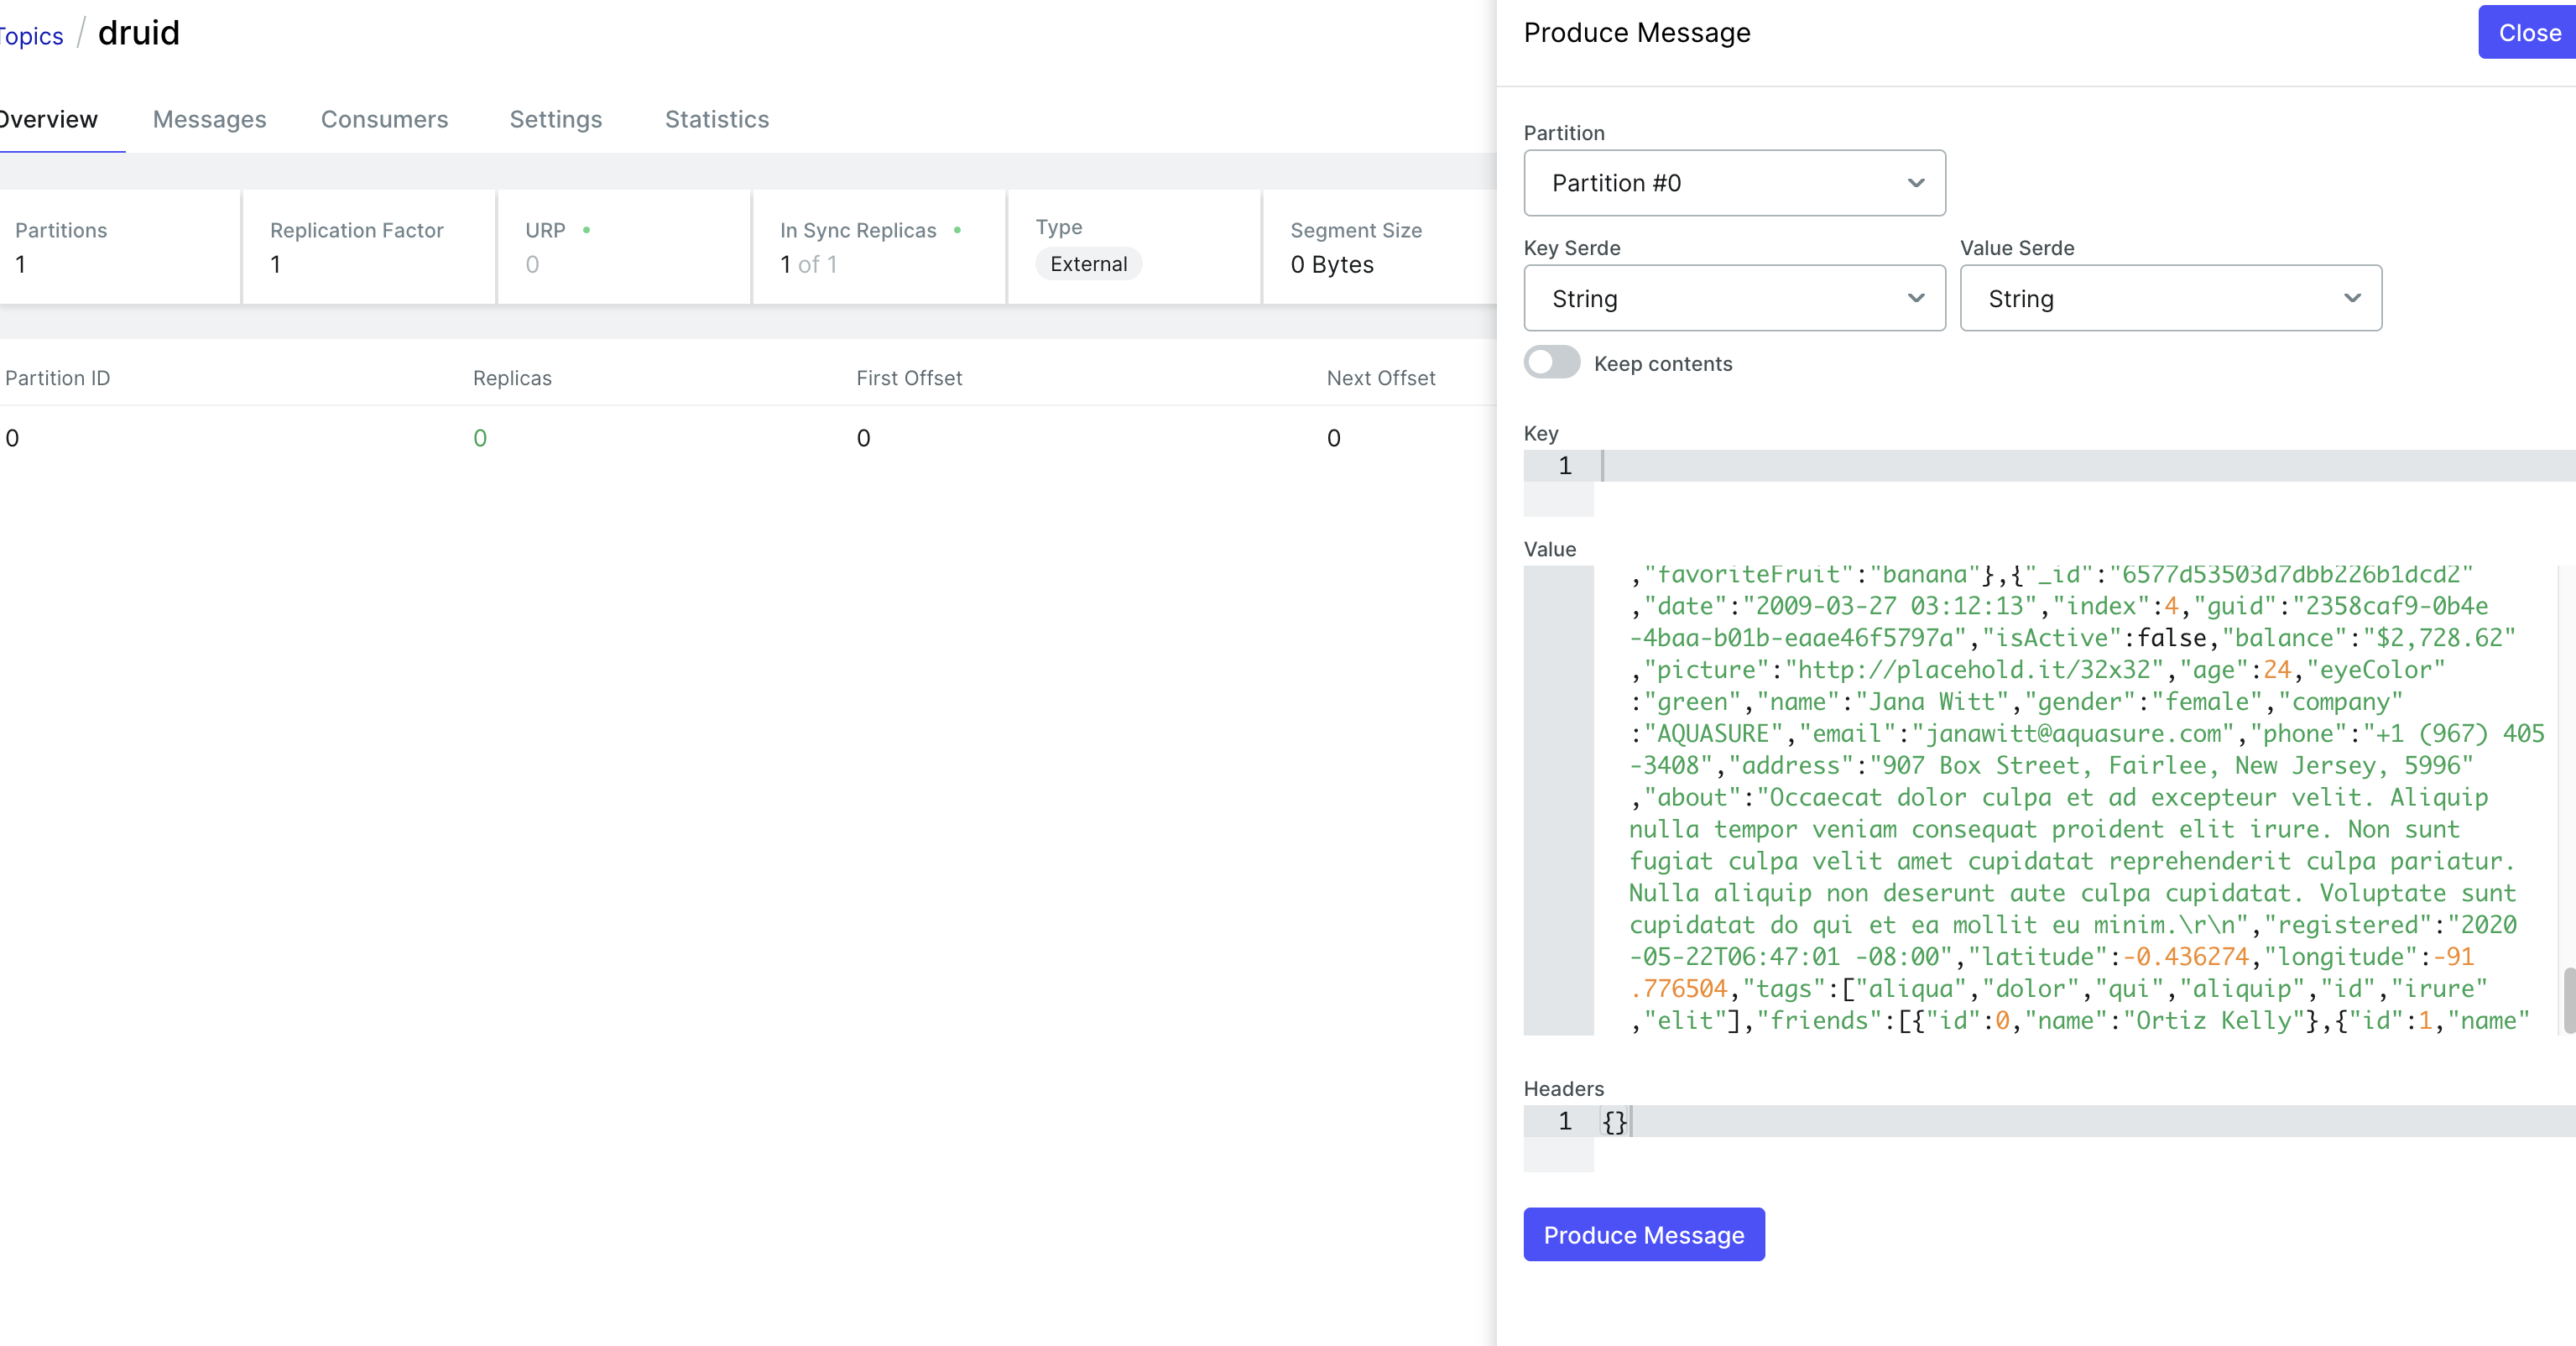 Topics / druid
Overview Messages Consumers Settings Statistics
Partitions
1
Replication Factor
1
URP
0
In Sync Replicas
1 of 1
Type
External
Segment Size
0 Bytes
Partition ID Replicas First Offset Next Offset
0 0 0 0
Produce Message
Close
Partition
Partition #0
Key Serde
String
Value Serde
String
Keep contents
Key
1
Value
,"favoriteFruit":"banana"},{"_id":"6577d53503d7dbb226b1dcd2"
,"date":"2009-03-27 03:12:13","index":4,"guid":"2358caf9-0b4e
-4baa-b01b-eaae46f5797a","isActive":false,"balance":"$2,728.62"
,"picture":"http://placehold.it/32x32","age":24,"eyeColor"
:"green","name":"Jana Witt","gender":"female","company"
:"AQUASURE","email":"janawitt@aquasure.com","phone":"+1 (967) 405
-3408","address":"907 Box Street, Fairlee, New Jersey, 5996"
,"about":"Occaecat dolor culpa et ad excepteur velit. Aliquip
nulla tempor veniam consequat proident elit irure. Non sunt
fugiat culpa velit amet cupidatat reprehenderit culpa pariatur.
Nulla aliquip non deserunt aute culpa cupidatat. Voluptate sunt
cupidatat do qui et ea mollit eu minim.\r\n","registered":"2020
-05-22T06:47:01 -08:00","latitude":-0.436274,"longitude":-91
.776504,"tags":["aliqua","dolor","qui","aliquip","id","irure"
,"elit"],"friends":[{"id":0,"name":"Ortiz Kelly"},{"id":1,"name"
Headers
1 {}
Produce Message